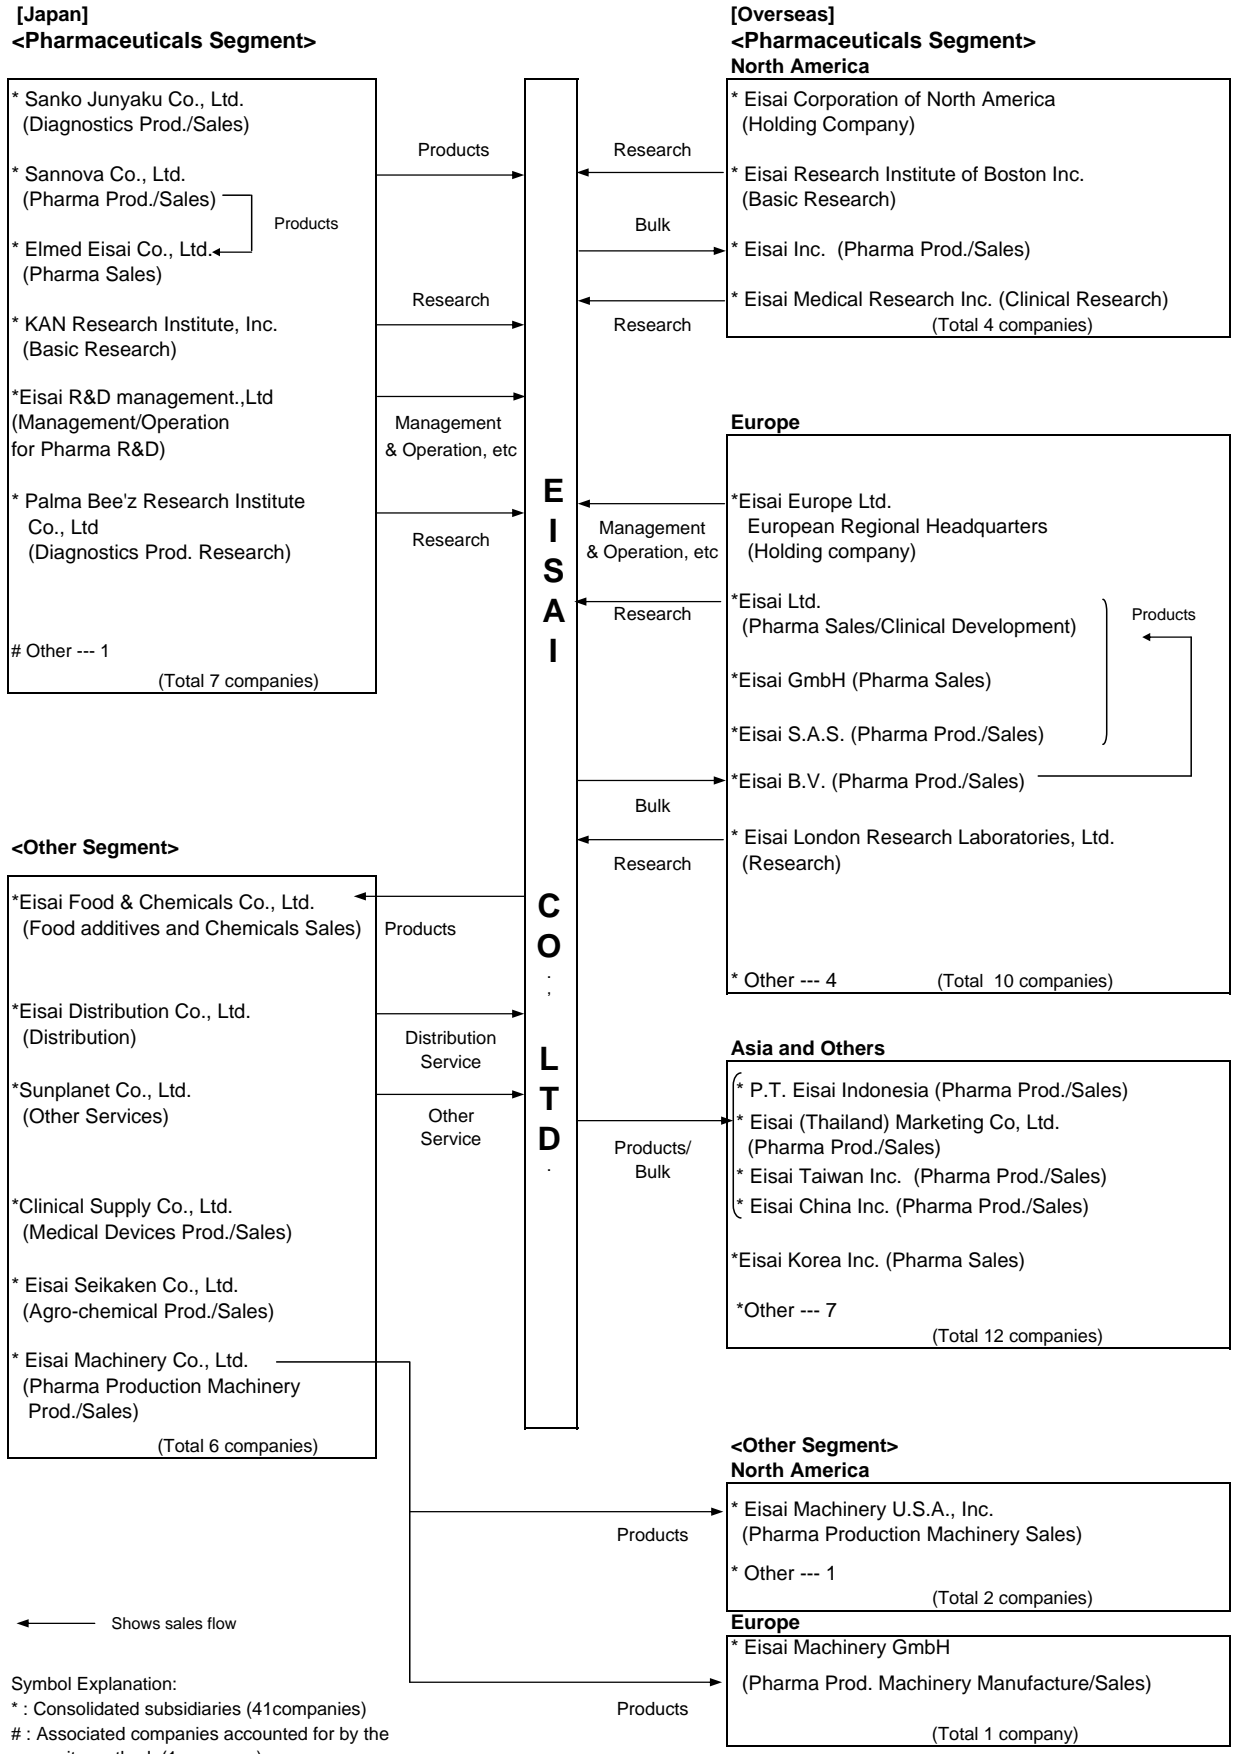 [Japan]
<Pharmaceuticals Segment>
* Sanko Junyaku Co., Ltd.
(Diagnostics Prod./Sales)
* Sannova Co., Ltd.
(Pharma Prod./Sales)
Products
* Elmed Eisai Co., Ltd.
(Pharma Sales)
* KAN Research Institute, Inc.
(Basic Research)
*Eisai R&D management.,Ltd
(Management/Operation
for Pharma R&D)
* Palma Bee'z Research Institute
Co., Ltd
(Diagnostics Prod. Research)
# Other --- 1
(Total 7 companies)
Products
Research
Management
& Operation, etc
Research
<Other Segment>
*Eisai Food & Chemicals Co., Ltd.
(Food additives and Chemicals Sales)
*Eisai Distribution Co., Ltd.
(Distribution)
*Sunplanet Co., Ltd.
(Other Services)
*Clinical Supply Co., Ltd.
(Medical Devices Prod./Sales)
* Eisai Seikaken Co., Ltd.
(Agro-chemical Prod./Sales)
* Eisai Machinery Co., Ltd.
(Pharma Production Machinery
Prod./Sales)
(Total 6 companies)
Products
Distribution
Service
Other
Service
E
I
S
A
I
C
O
.
,
L
T
D
.
[Overseas]
<Pharmaceuticals Segment>
North America
* Eisai Corporation of North America
(Holding Company)
* Eisai Research Institute of Boston Inc.
(Basic Research)
* Eisai Inc. (Pharma Prod./Sales)
* Eisai Medical Research Inc. (Clinical Research)
(Total 4 companies)
Research
Bulk
Research
Europe
*Eisai Europe Ltd.
European Regional Headquarters
(Holding company)
*Eisai Ltd.
(Pharma Sales/Clinical Development)
*Eisai GmbH (Pharma Sales)
*Eisai S.A.S. (Pharma Prod./Sales)
*Eisai B.V. (Pharma Prod./Sales)
* Eisai London Research Laboratories, Ltd.
(Research)
* Other --- 4 (Total 10 companies)
Products
Management
& Operation, etc
Research
Bulk
Research
Asia and Others
* P.T. Eisai Indonesia (Pharma Prod./Sales)
* Eisai (Thailand) Marketing Co, Ltd.
(Pharma Prod./Sales)
* Eisai Taiwan Inc. (Pharma Prod./Sales)
* Eisai China Inc. (Pharma Prod./Sales)
*Eisai Korea Inc. (Pharma Sales)
*Other --- 7
(Total 12 companies)
Products/
Bulk
<Other Segment>
North America
* Eisai Machinery U.S.A., Inc.
(Pharma Production Machinery Sales)
* Other --- 1
(Total 2 companies)
Products
Europe
* Eisai Machinery GmbH
(Pharma Prod. Machinery Manufacture/Sales)
(Total 1 company)
Products
Shows sales flow
Symbol Explanation:
* : Consolidated subsidiaries (41companies)
# : Associated companies accounted for by the